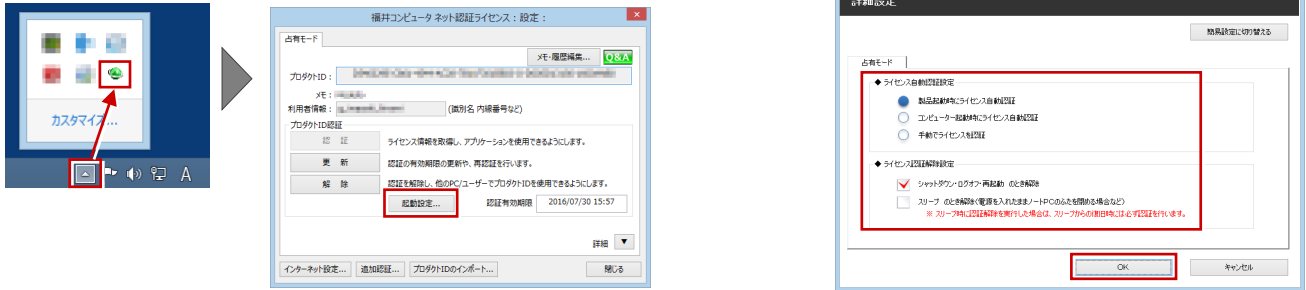 カスタマイズ...
A
福井コンピュータ ネット認証ライセンス：設定：
占有モード
メモ・履歴編集...
Q&A
プロダクトID：
メモ：
利用者情報：
(識別名 内線番号など)
プロダクトID認証
認 証
ライセンス情報を取得し、アプリケーションを使用できるようにします。
更 新
認証の有効期限の更新や、再認証を行います。
解 除
認証を解除し、他のPC/ユーザーでプロダクトIDを使用できるようにします。
起動設定...
認証有効期限
2016/07/30 15:57
詳細
インターネット設定...
追加認証...
プロダクトIDのインポート...
閉じる
詳細設定
簡易設定に切り替える
占有モード
◆ ライセンス自動認証設定
製品起動時にライセンス自動認証
コンピューター起動時にライセンス自動認証
手動でライセンスを認証
◆ ライセンス認証解除設定
シャットダウン・ログオフ・再起動 のとき解除
スリープ のとき解除(電源を入れたままノートPCのふたを閉める場合など)
※ スリープ時に認証解除を実行した場合は、スリープからの復旧時には必ず認証を行います。
OK
キャンセル